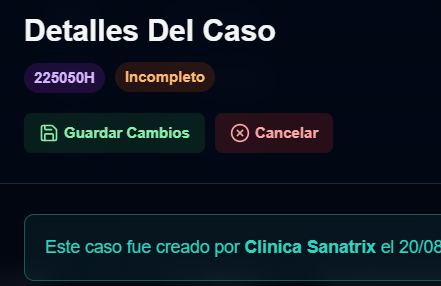 Detalles Del Caso
225050H Incompleto
Guardar Cambios Cancelar
Este caso fue creado por Clinica Sanatrix el 20/08